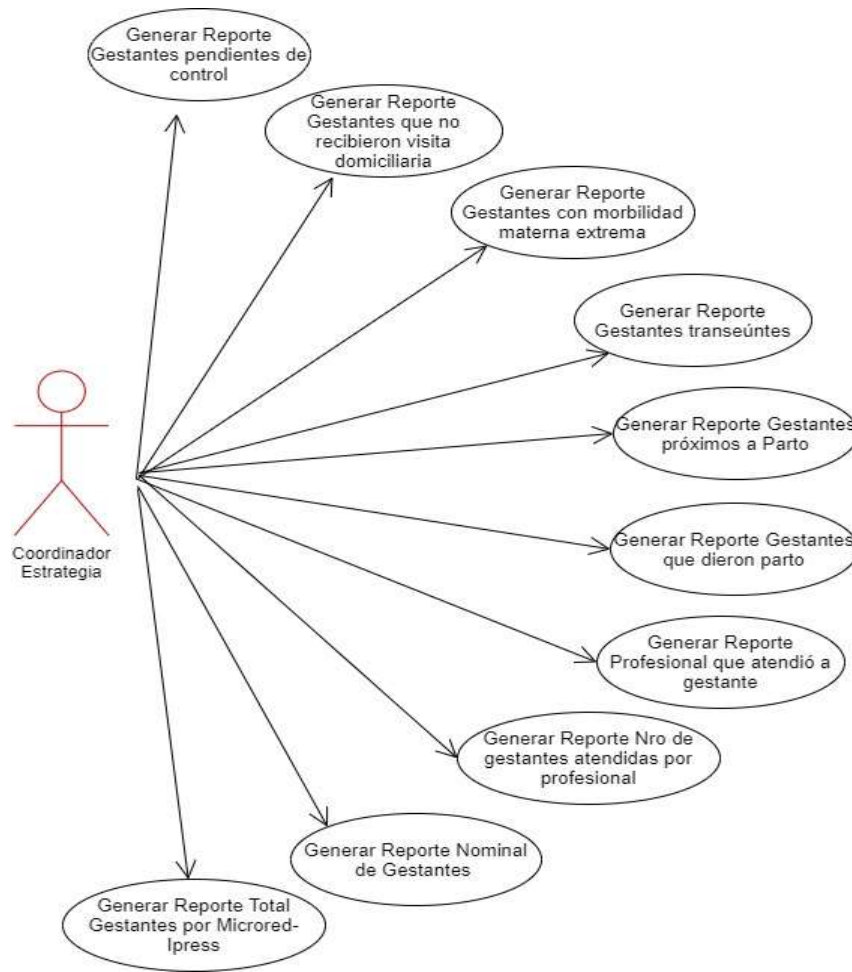 Generar Reporte
Gestantes pendientes de
control
Generar Reporte
Gestantes que no
recibieron visita
domiciliaria
Generar Reporte
Gestantes con morbilidad
materna extrema
Generar Reporte
Gestantes transeúntes
Generar Reporte Gestantes
próximos a Parto
Coordinador
Estrategia
Generar Reporte Gestantes
que dieron parto
Generar Reporte
Profesional que atendió a
gestante
Generar Reporte Nro de
gestantes atendidas por
profesional
Generar Reporte Nominal
de Gestantes
Generar Reporte Total
Gestantes por Microred-
Ipress